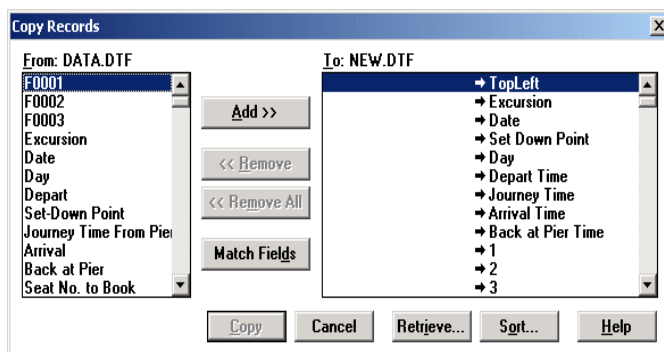 Copy Records
From: DATA.DTF
F0001
F0002
F0003
Excursion
Date
Day
Depart
Set-Down Point
Journey Time From Pier
Arrival
Back at Pier
Seat No. to Book
Add >>
<< Remove
<< Remove All
Match Fields
To: NEW.DTF
➔ TopLeft
➔ Excursion
➔ Date
➔ Set Down Point
➔ Day
➔ Depart Time
➔ Journey Time
➔ Arrival Time
➔ Back at Pier Time
➔ 1
➔ 2
➔ 3
Copy
Cancel
Retrieve...
Sort...
Help